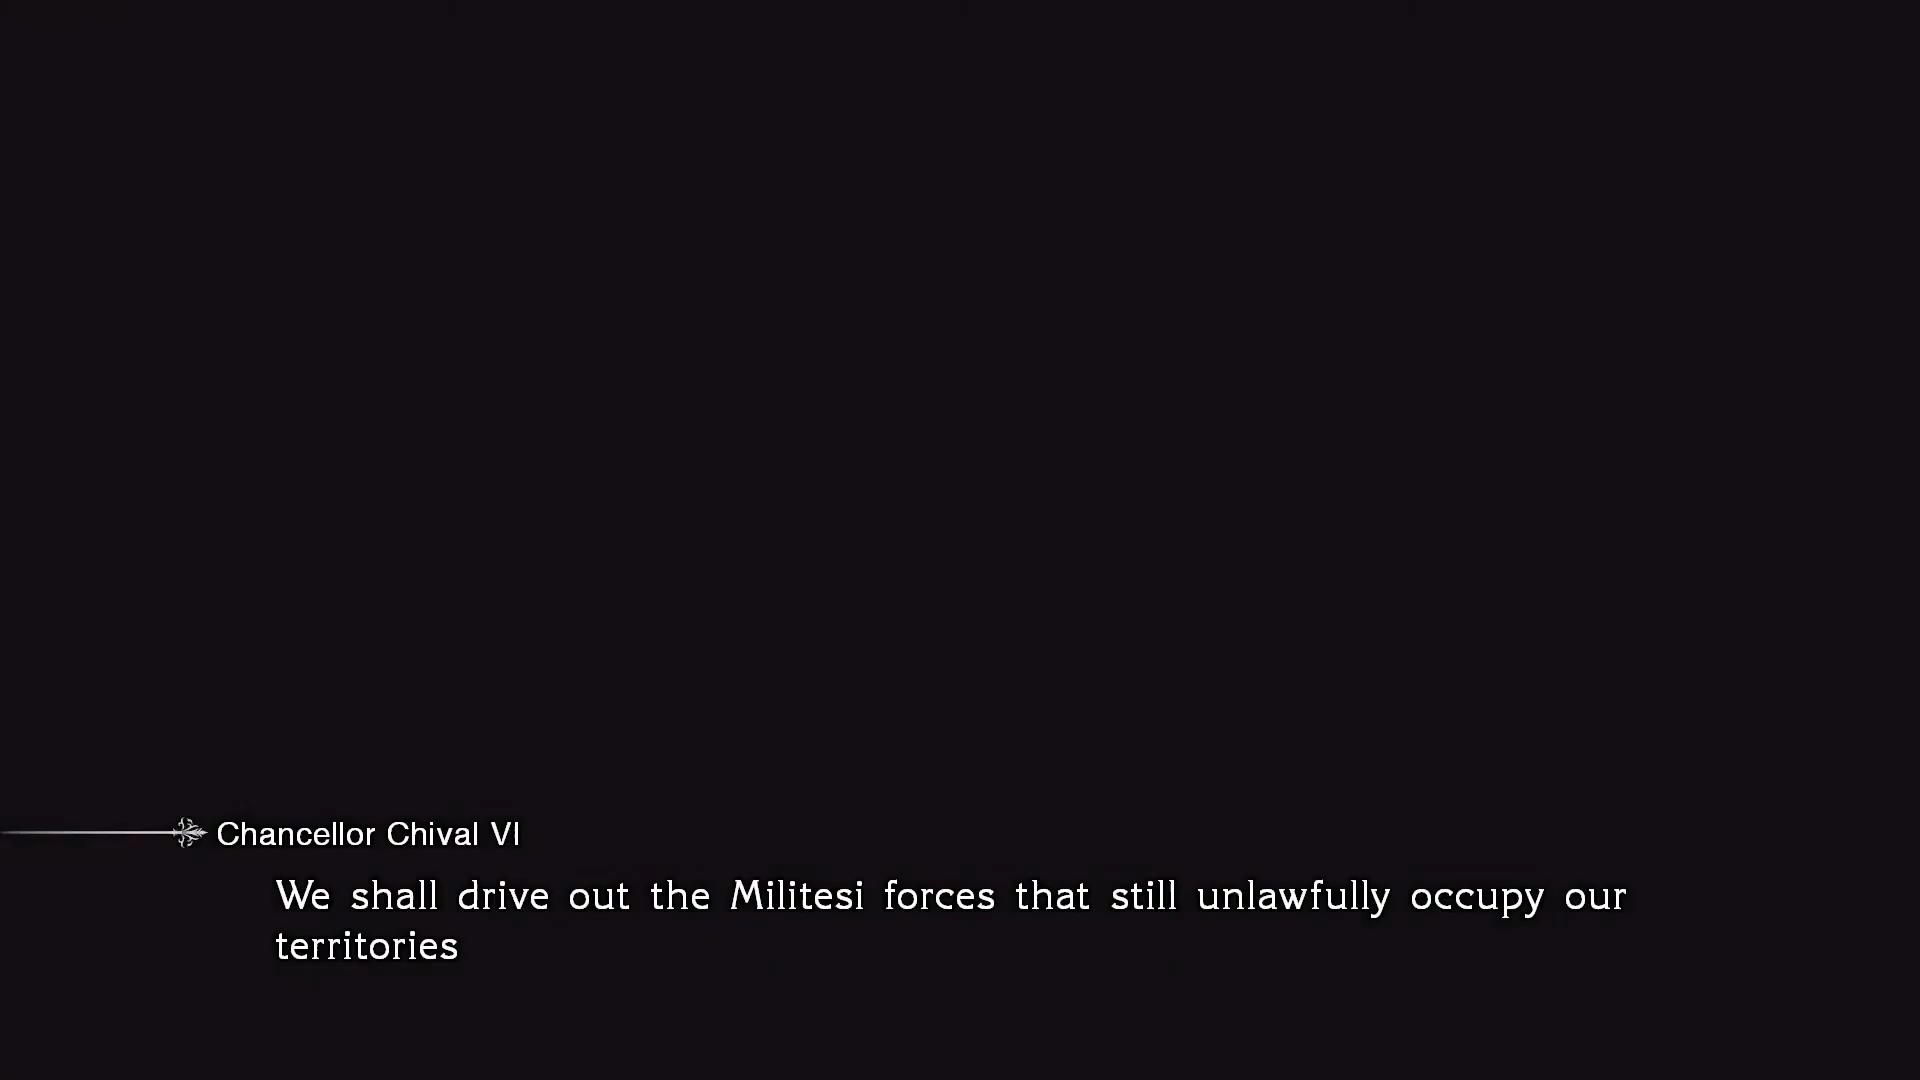 Chancellor Chival VI
We shall drive out the Militesi forces that still unlawfully occupy our
territories